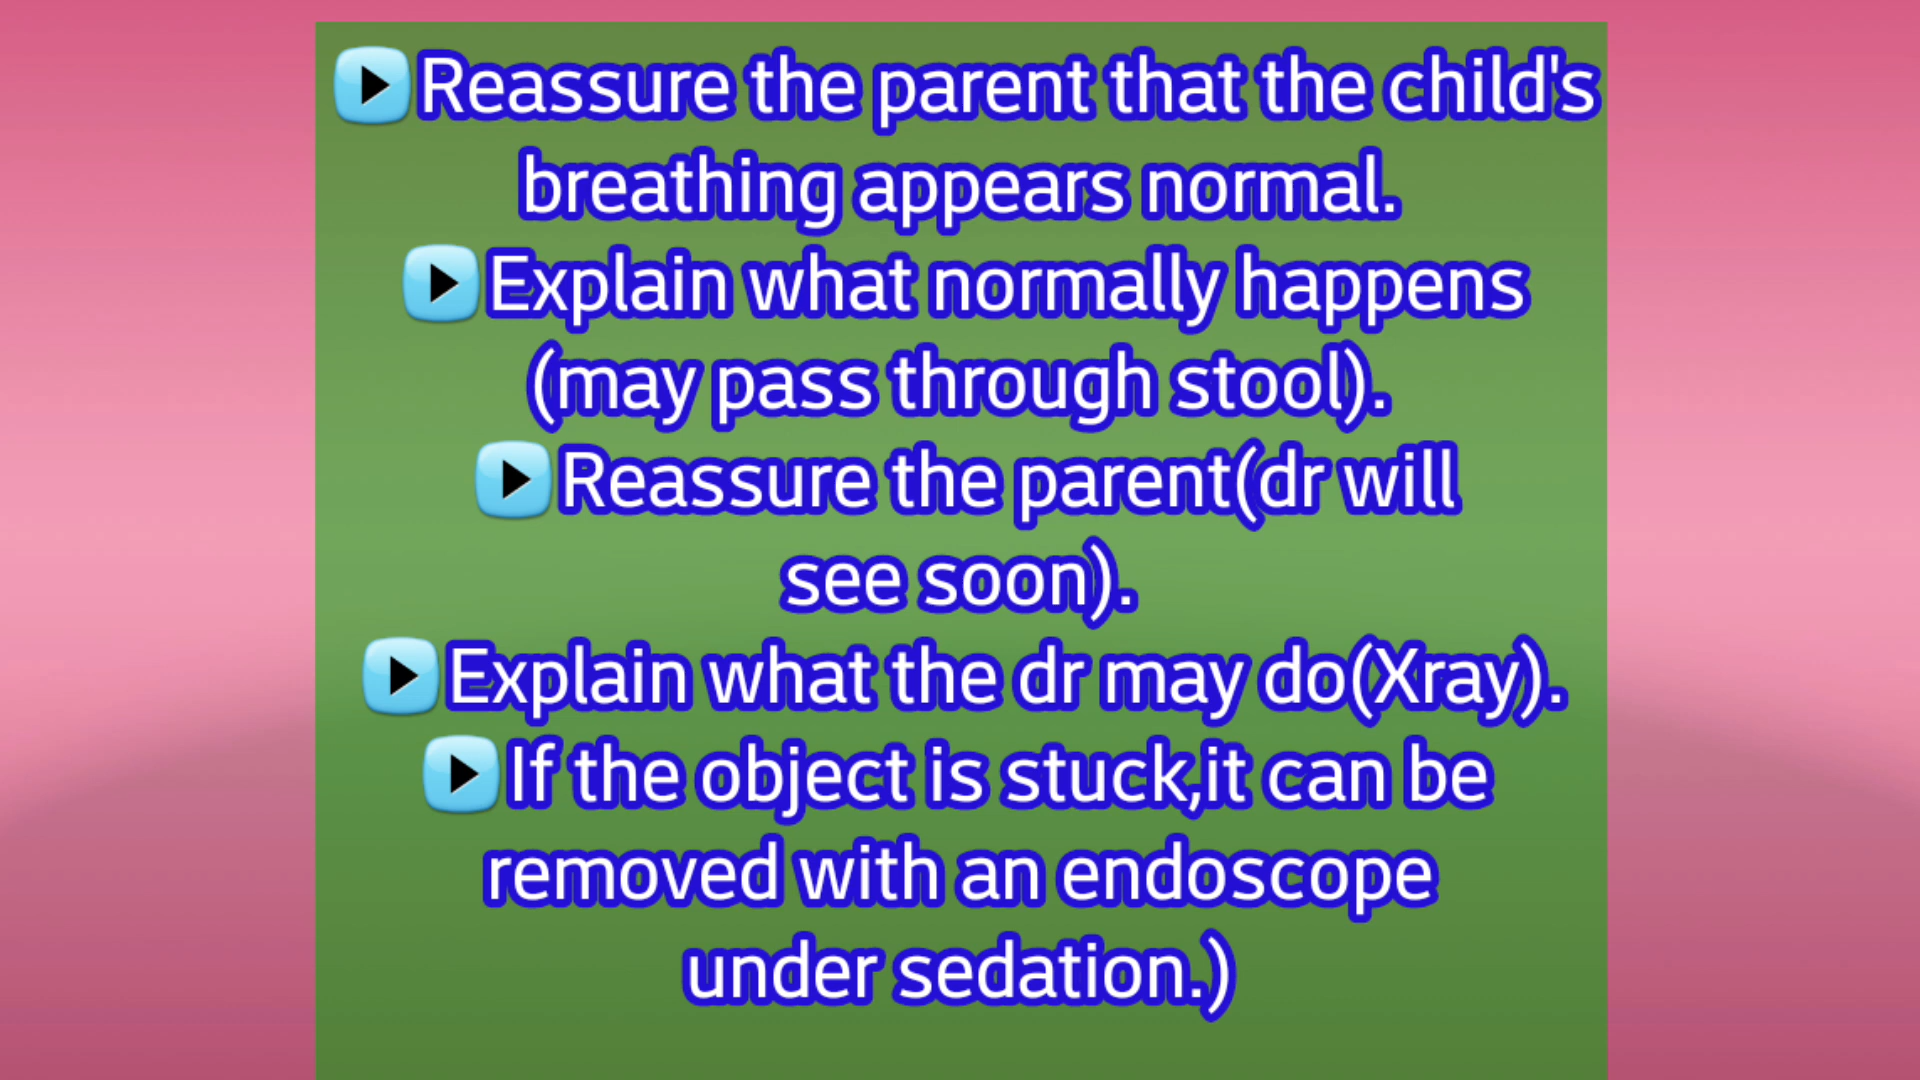 ▶Reassure the parent that the child's
breathing appears normal.
▶Explain what normally happens
(may pass through stool).
▶Reassure the parent(dr will
see soon).
▶Explain what the dr may do(Xray).
▶If the object is stuck,it can be
removed with an endoscope
under sedation.)